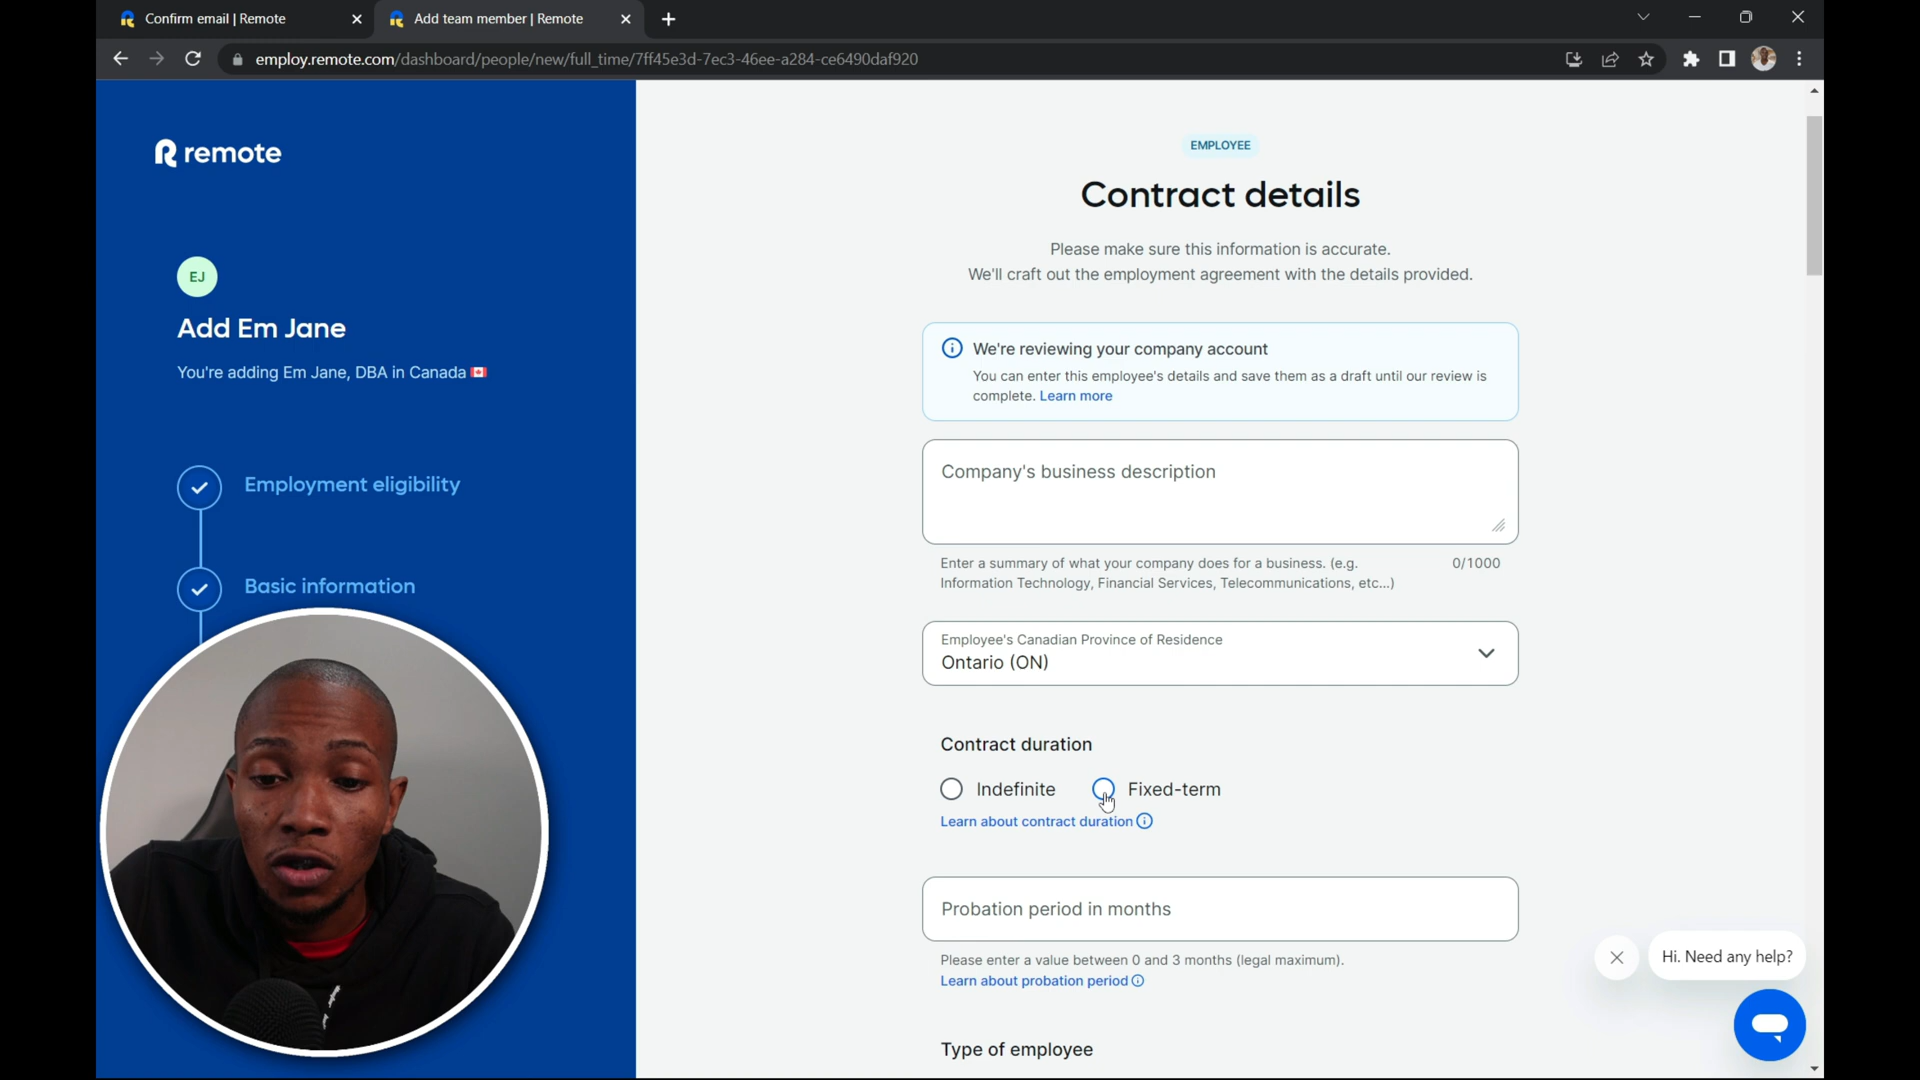 Confirm email | Remote
Add team member | Remote
employ.remote.com/dashboard/people/new/full_time/7ff45e3d-7ec3-46ee-a284-ce6490daf920
remote
EJ
Add Em Jane
You're adding Em Jane, DBA in Canada
Employment eligibility
Basic information
EMPLOYEE
Contract details
Please make sure this information is accurate.
We'll craft out the employment agreement with the details provided.
We're reviewing your company account
You can enter this employee's details and save them as a draft until our review is
complete. Learn more
Company's business description
Enter a summary of what your company does for a business. (e.g. 0/1000
Information Technology, Financial Services, Telecommunications, etc...)
Employee's Canadian Province of Residence
Ontario (ON)
Contract duration
Indefinite Fixed-term
Learn about contract duration
Probation period in months
Please enter a value between 0 and 3 months (legal maximum).
Learn about probation period
Type of employee
Hi. Need any help?